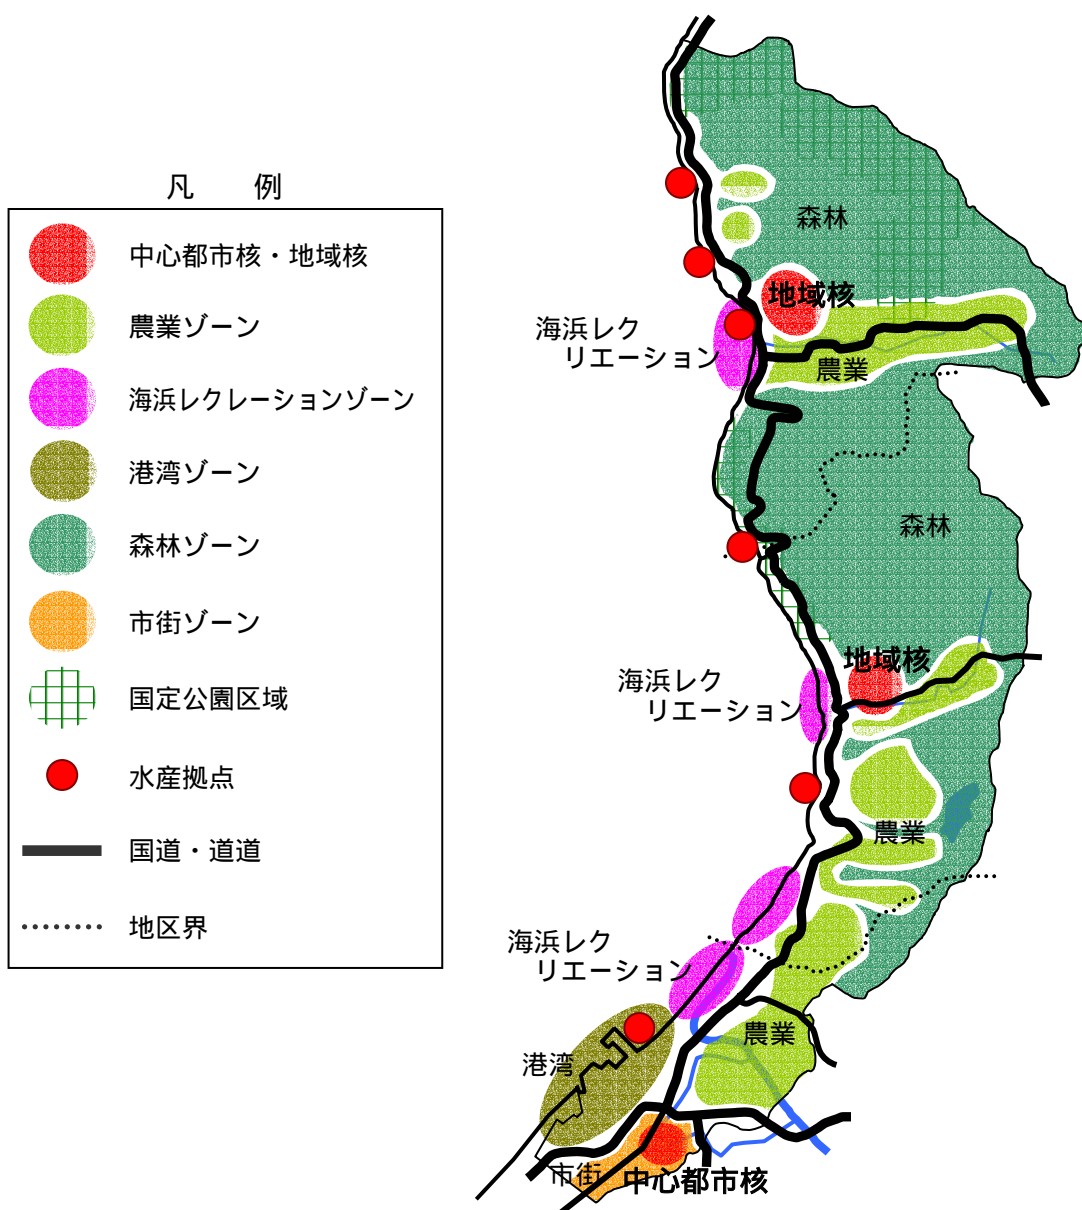 凡　例
中心都市核・地域核
農業ゾーン
海浜レクレーションゾーン
港湾ゾーン
森林ゾーン
市街ゾーン
国定公園区域
水産拠点
国道・道道
地区界
森林
地域核
海浜レク
リエーション
農業
森林
地域核
海浜レク
リエーション
農業
海浜レク
リエーション
農業
港湾
市街
中心都市核